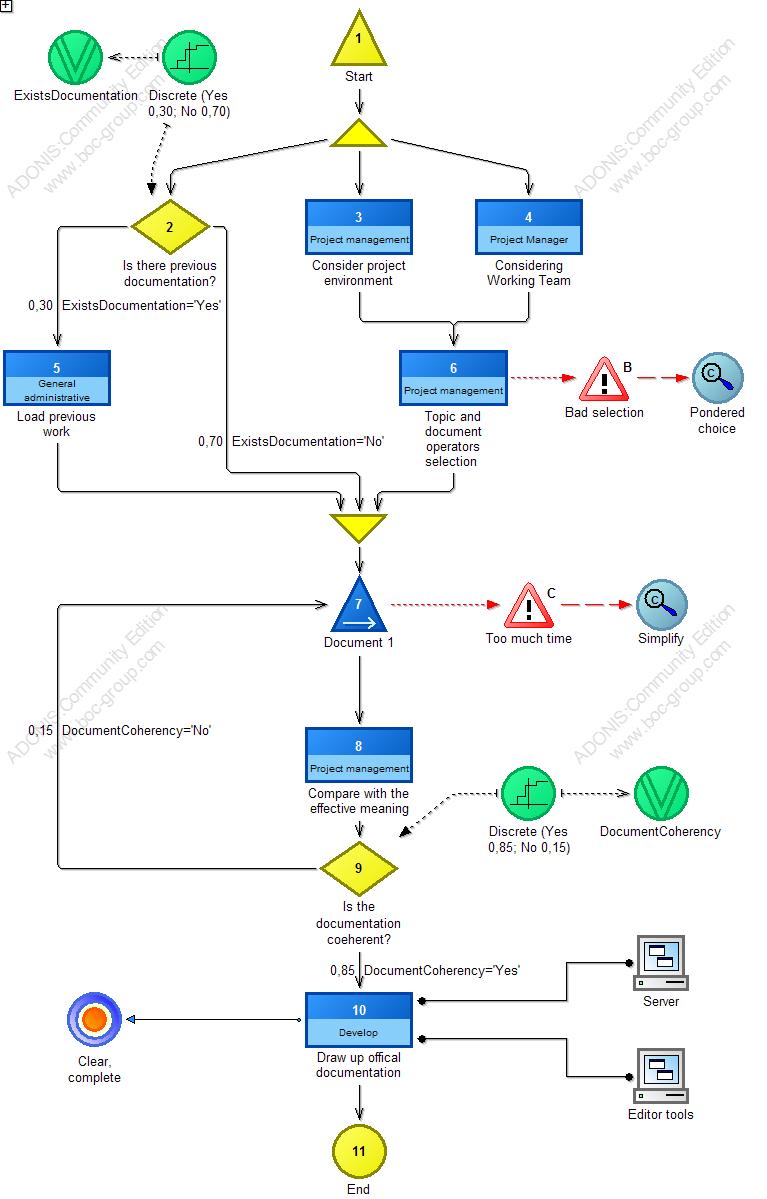 1
Start
ExistsDocumentation
Discrete (Yes
0,30; No 0,70)
ADONIS:Community Edition
www.boc-group.com
ADONIS:Community Edition
www.boc-group.com
2
Is there previous
documentation?
3
Project management
Consider project
environment
4
Project Manager
Considering
Working Team
0,30 ExistsDocumentation='Yes'
5
General
administrative
Load previous
work
6
Project management
Topic and
document
operators
selection
B
Bad selection
C
Pondered
choice
0,70 ExistsDocumentation='No'
7
Document 1
C
Too much time
C
Simplify
ADONIS:Community Edition
www.boc-group.com
ADONIS:Community Edition
www.boc-group.com
0,15 DocumentCoherency='No'
8
Project management
Compare with the
effective meaning
Discrete (Yes
0,85; No 0,15)
DocumentCoherency
9
Is the
documentation
coeherent?
0,85 DocumentCoherency='Yes'
10
Develop
Draw up offical
documentation
Server
Clear,
complete
Editor tools
11
End